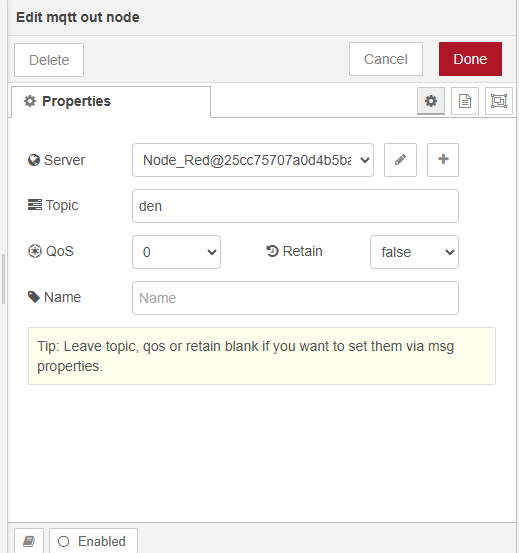 Edit mqtt out node
Delete
Cancel
Done
Properties
Server
Node_Red@25cc75707a0d4b5ba
Topic
den
QoS
0
Retain
false
Name
Name
Tip: Leave topic, qos or retain blank if you want to set them via msg
properties.
Enabled